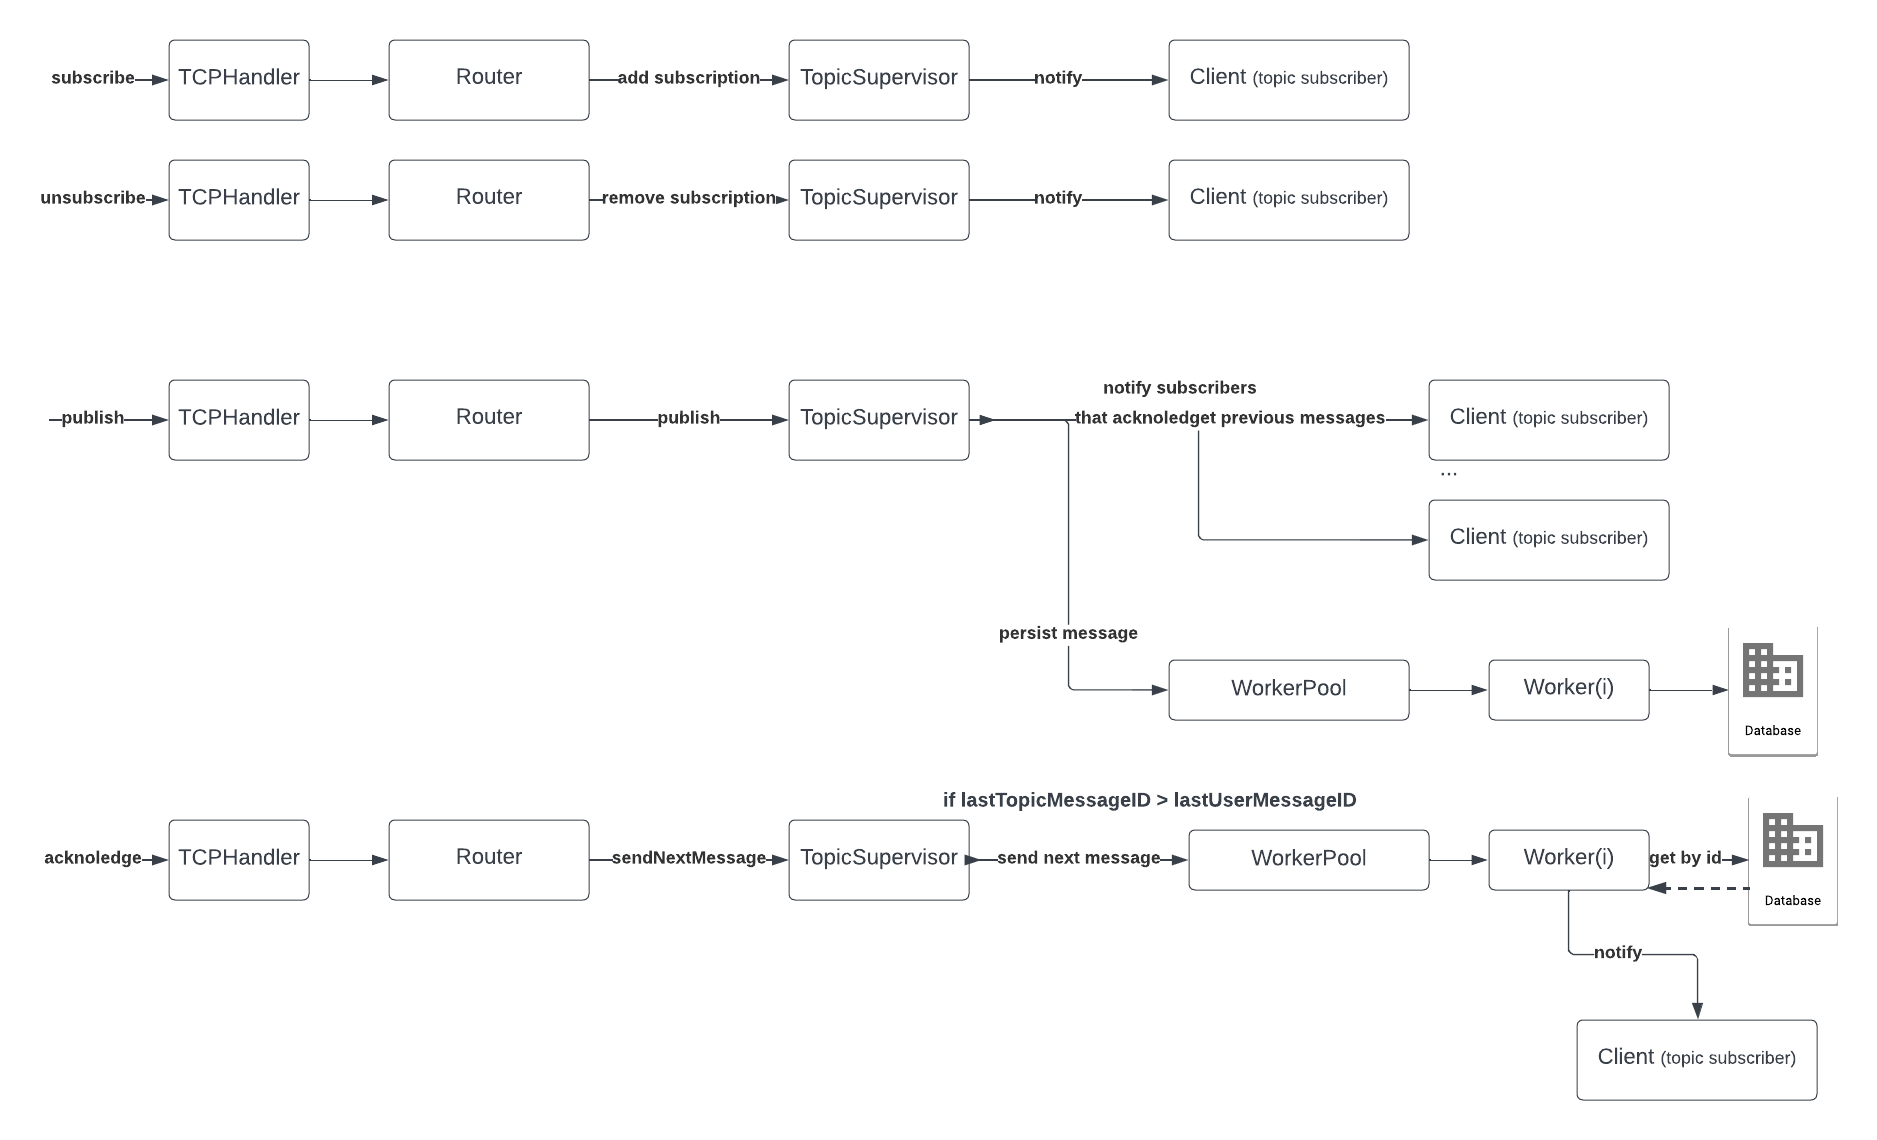 subscribe
TCPHandler
Router
add subscription
TopicSupervisor
notify
Client (topic subscriber)
unsubscribe
TCPHandler
Router
remove subscription
TopicSupervisor
notify
Client (topic subscriber)
publish
TCPHandler
Router
publish
TopicSupervisor
notify subscribers
that acknoledget previous messages
Client (topic subscriber)
...
Client (topic subscriber)
persist message
WorkerPool
Worker(i)
Database
acknoledge
TCPHandler
Router
sendNextMessage
TopicSupervisor
if lastTopicMessageID > lastUserMessageID
send next message
WorkerPool
Worker(i)
get by id
Database
notify
Client (topic subscriber)